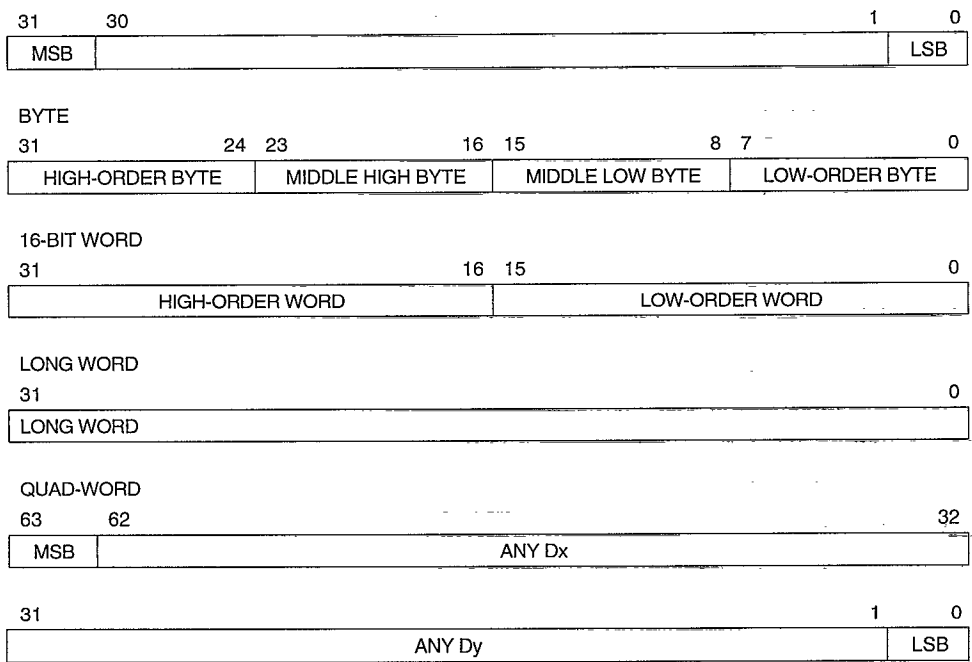 31 30 1 0
MSB LSB
BYTE
31 24 23 16 15 8 7 0
HIGH-ORDER BYTE MIDDLE HIGH BYTE MIDDLE LOW BYTE LOW-ORDER BYTE
16-BIT WORD
31 16 15 0
HIGH-ORDER WORD LOW-ORDER WORD
LONG WORD
31 0
LONG WORD
QUAD-WORD
63 62 32
MSB ANY Dx
31 1 0
ANY Dy LSB